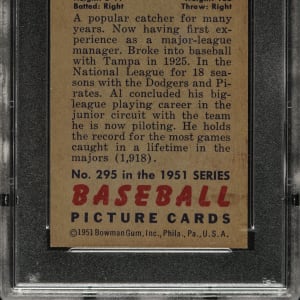 Batted: Right Threw: Right
A popular catcher for many
years. Now having first ex-
perience as a major-league
manager. Broke into baseball
with Tampa in 1925. In the
National League for 18 sea-
sons with the Dodgers and Pi-
rates. Al concluded his big-
league playing career in the
junior circuit with the team
he is now piloting. He holds
the record for the most games
caught in a lifetime in the
majors (1,918).
No. 295 in the 1951 SERIES
BASEBALL
PICTURE CARDS
©1951 Bowman Gum, Inc., Phila., Pa., U.S.A.